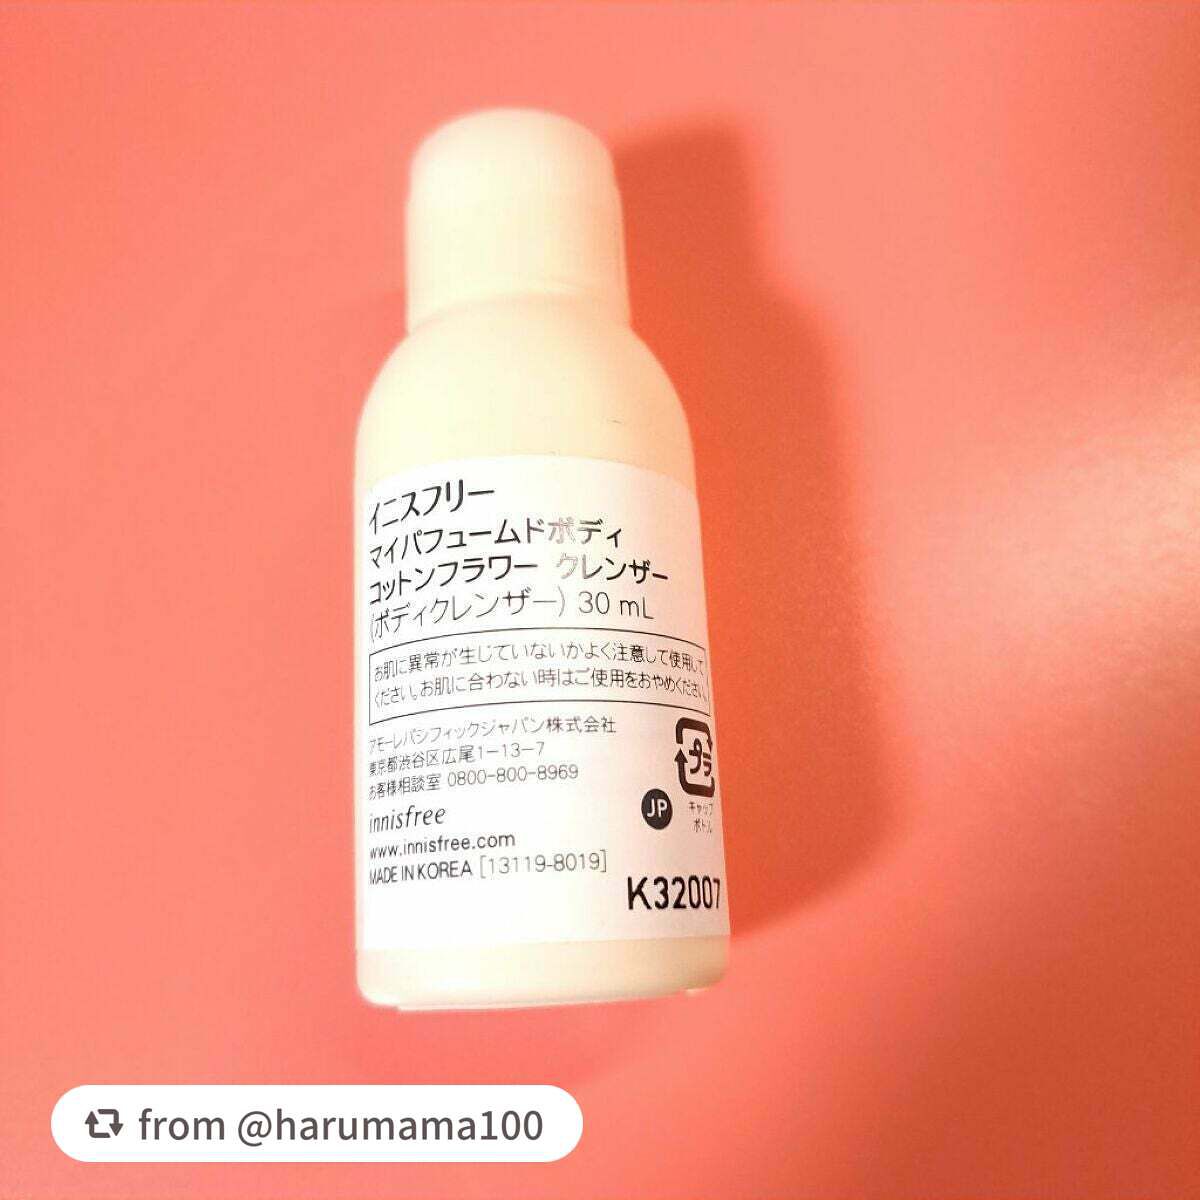 イニスフリー
マイパフュームドボディ
コットンフラワー クレンザー
(ボディクレンザー) 30 mL
お肌に異常が生じていないかよく注意して使用して
ください。お肌に合わない時はご使用をおやめください。
アモーレパシフィックジャパン株式会社
東京都渋谷区広尾1-13-7
お客様相談室 0800-800-8969
innisfree
www.innisfree.com
MADE IN KOREA [13119-8019]
プラ
JP
キャップ
ボトル
K32007
from @harumama100